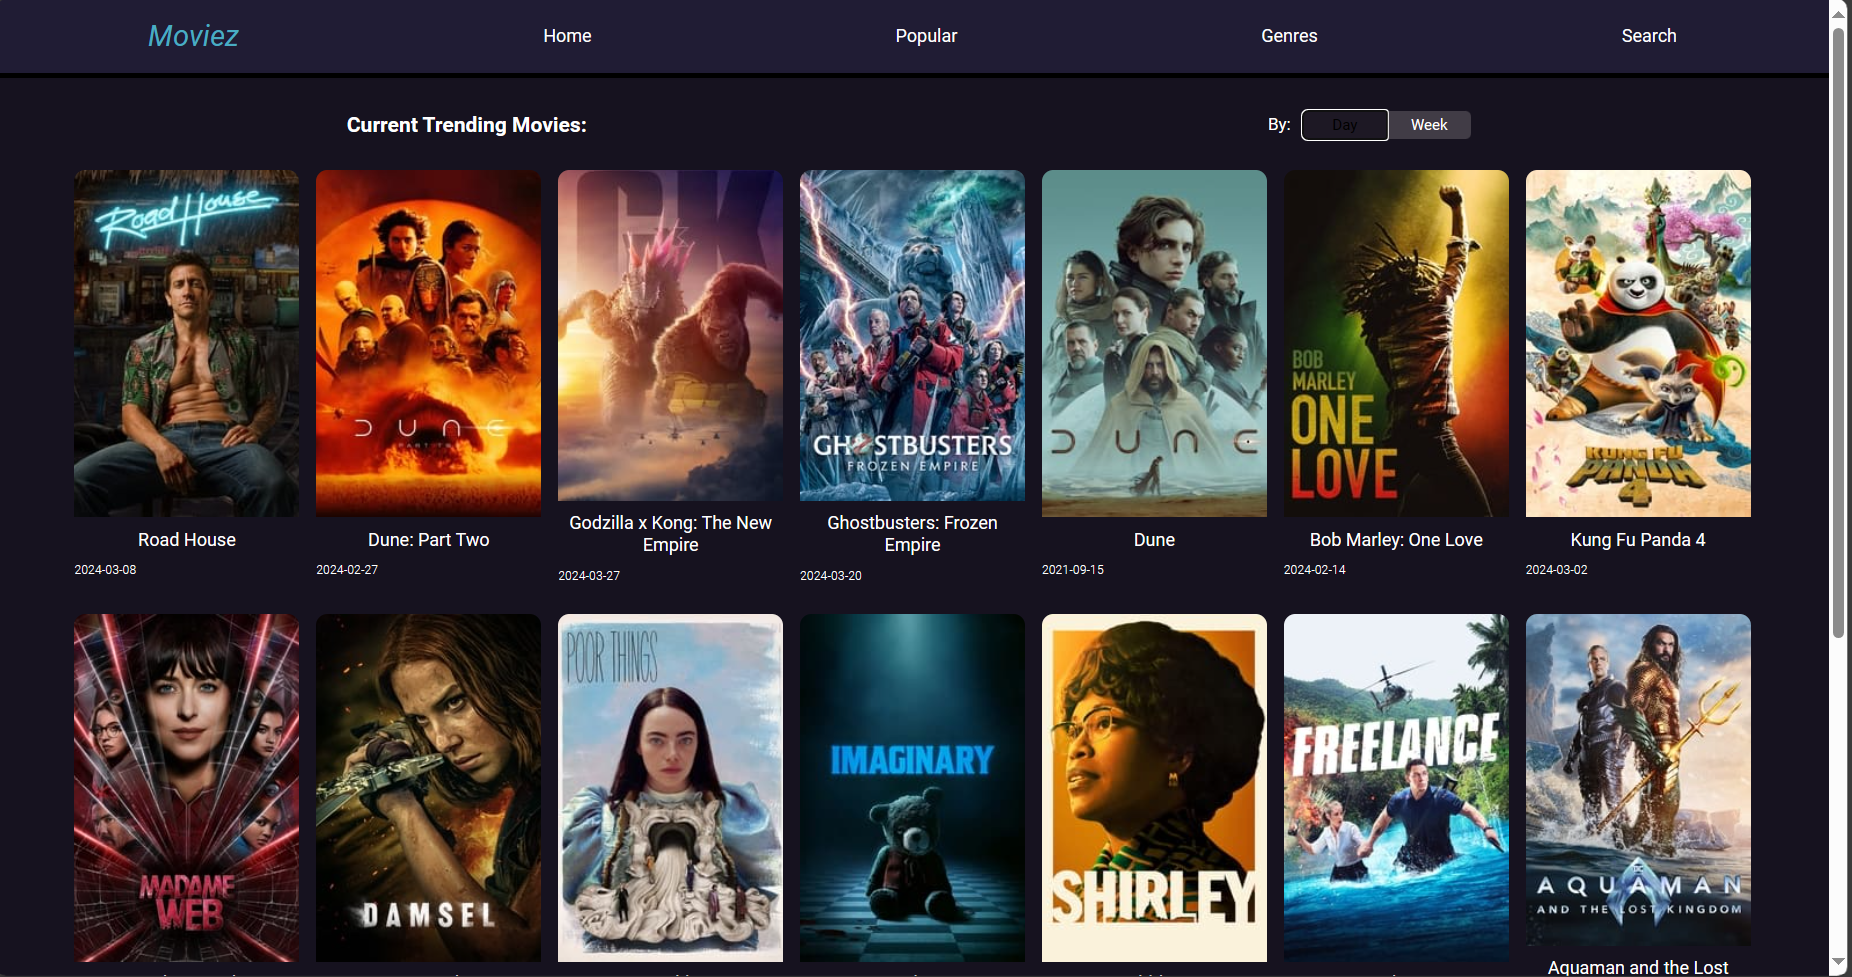 Moviez
Home
Popular
Genres
Search
Current Trending Movies:
By:
Day
Week
Road House
DUNE
PART TWO
GK
GHOSTBUSTERS
FROZEN EMPIRE
DUNE
BOB
MARLEY
ONE
LOVE
KUNG FU
PANDA
4
Road House
Dune: Part Two
Godzilla x Kong: The New
Empire
Ghostbusters: Frozen
Empire
Dune
Bob Marley: One Love
Kung Fu Panda 4
2024-03-08
2024-02-27
2024-03-27
2024-03-20
2021-09-15
2024-02-14
2024-03-02
MADAME
WEB
DAMSEL
POOR THINGS
IMAGINARY
SHIRLEY
FREELANCE
AQUAMAN
AND THE LOST KINGDOM
Aquaman and the Lost